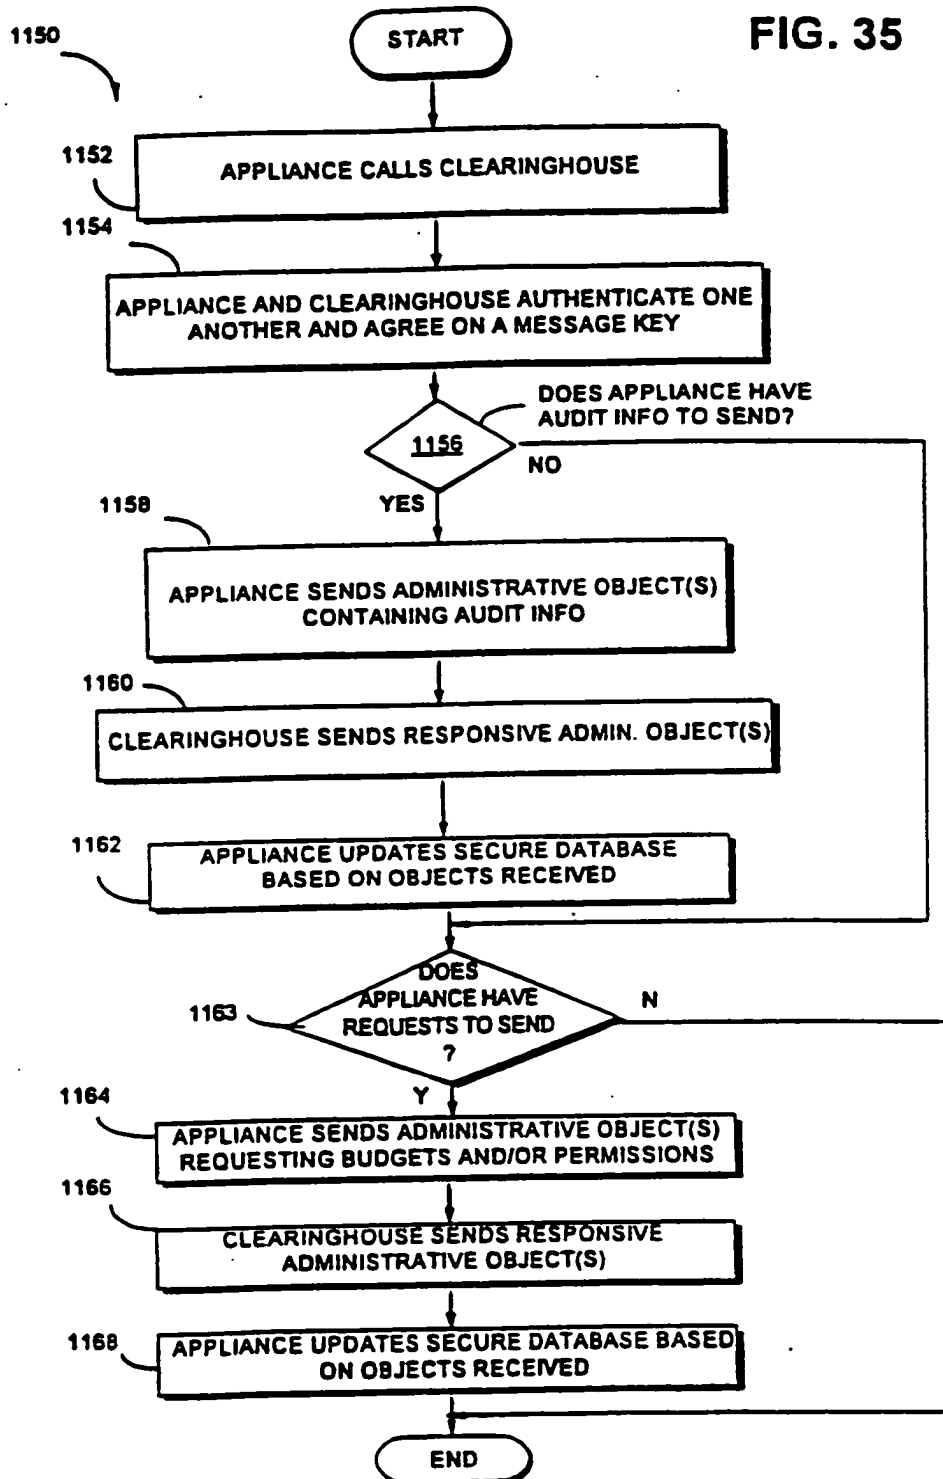 1150
START
FIG. 35
1152
APPLIANCE CALLS CLEARINGHOUSE
1154
APPLIANCE AND CLEARINGHOUSE AUTHENTICATE ONE
ANOTHER AND AGREE ON A MESSAGE KEY
DOES APPLIANCE HAVE
AUDIT INFO TO SEND?
1156
NO
YES
1158
APPLIANCE SENDS ADMINISTRATIVE OBJECT(S)
CONTAINING AUDIT INFO
1160
CLEARINGHOUSE SENDS RESPONSIVE ADMIN. OBJECT(S)
1162
APPLIANCE UPDATES SECURE DATABASE
BASED ON OBJECTS RECEIVED
1163
DOES
APPLIANCE HAVE
REQUESTS TO SEND
?
N
Y
1164
APPLIANCE SENDS ADMINISTRATIVE OBJECT(S)
REQUESTING BUDGETS AND/OR PERMISSIONS
1166
CLEARINGHOUSE SENDS RESPONSIVE
ADMINISTRATIVE OBJECT(S)
1168
APPLIANCE UPDATES SECURE DATABASE BASED
ON OBJECTS RECEIVED
END